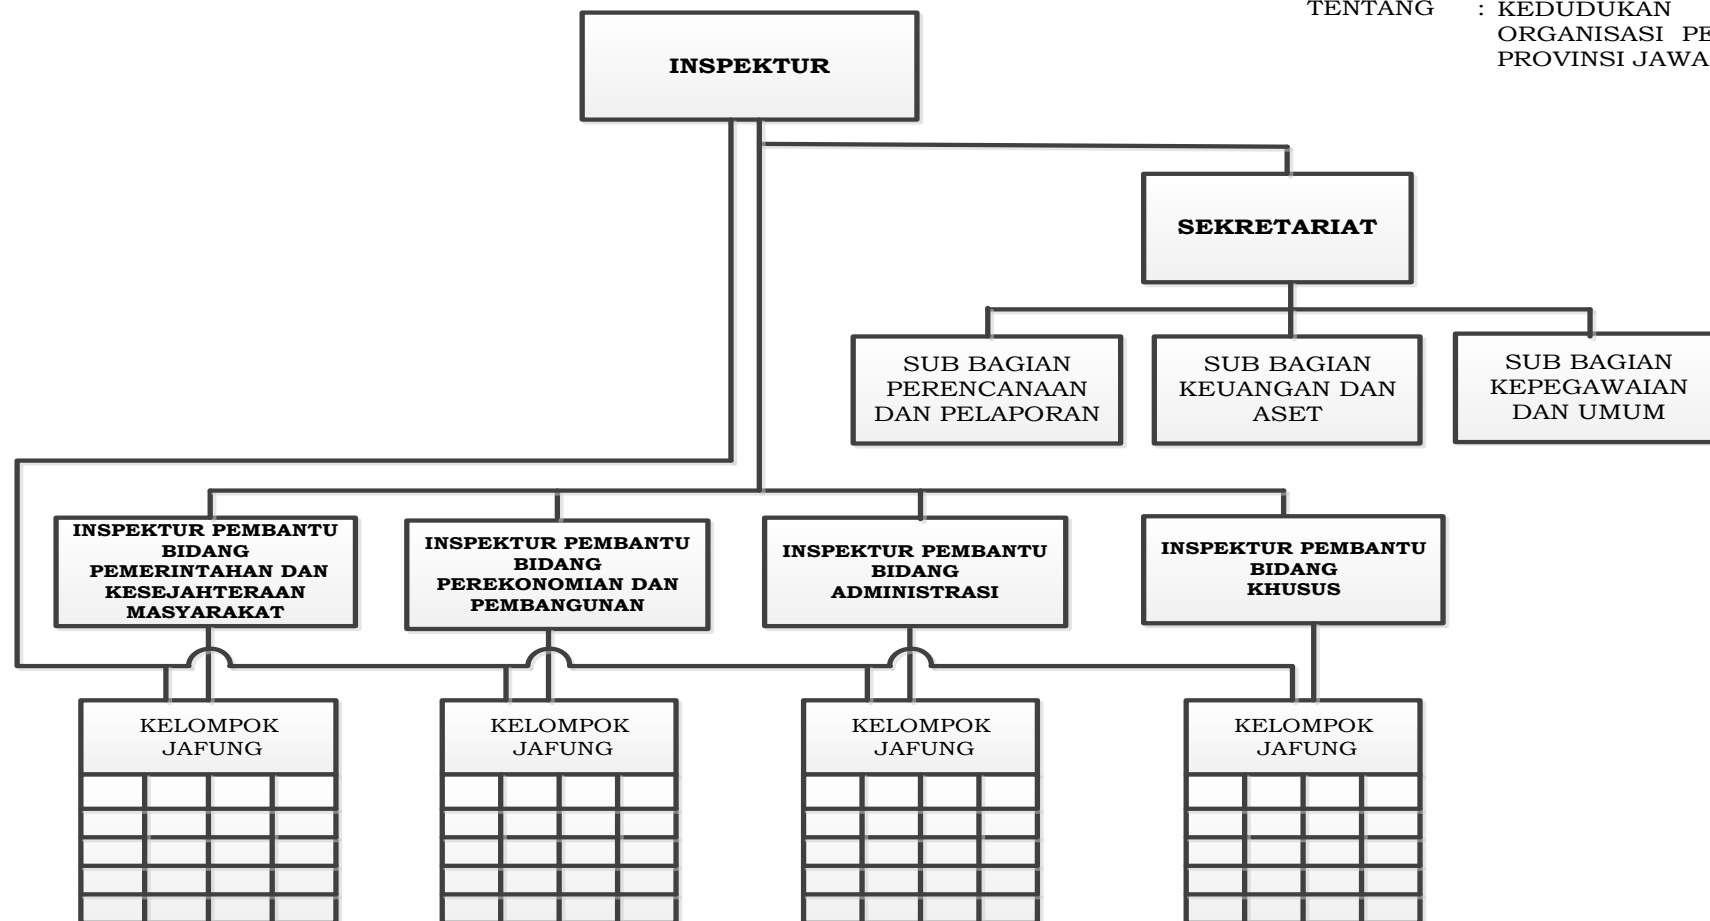 TENTANG : KEDUDUKAN
ORGANISASI PE
PROVINSI JAWA
INSPEKTUR
SEKRETARIAT
SUB BAGIAN
PERENCANAAN
DAN PELAPORAN
SUB BAGIAN
KEUANGAN DAN
ASET
SUB BAGIAN
KEPEGAWAIAN
DAN UMUM
INSPEKTUR PEMBANTU
BIDANG
PEMERINTAHAN DAN
KESEJAHTERAAN
MASYARAKAT
INSPEKTUR PEMBANTU
BIDANG
PEREKONOMIAN DAN
PEMBANGUNAN
INSPEKTUR PEMBANTU
BIDANG
ADMINISTRASI
INSPEKTUR PEMBANTU
BIDANG
KHUSUS
KELOMPOK
JAFUNG
KELOMPOK
JAFUNG
KELOMPOK
JAFUNG
KELOMPOK
JAFUNG